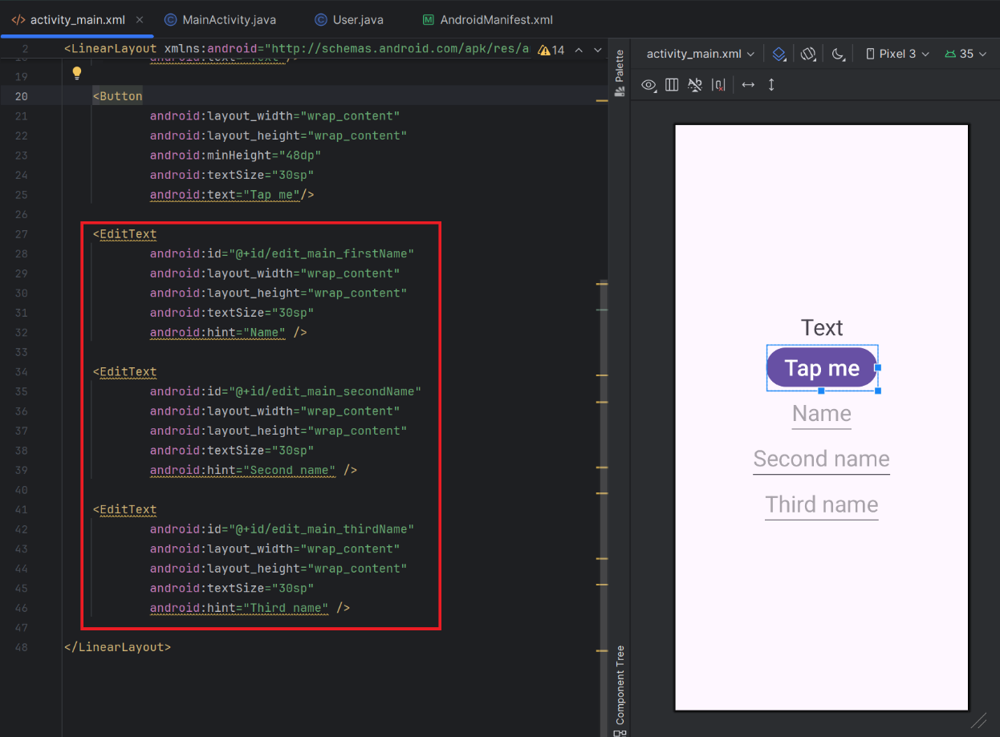 activity_main.xml
MainActivity.java
User.java
AndroidManifest.xml
2 <LinearLayout xmlns:android="http://schemas.android.com/apk/res/a
14
19
20 <Button
21 android:layout_width="wrap_content"
22 android:layout_height="wrap_content"
23 android:minHeight="48dp"
24 android:textSize="30sp"
25 android:text="Tap me"/>
26
27 <EditText
28 android:id="@+id/edit_main_firstName"
29 android:layout_width="wrap_content"
30 android:layout_height="wrap_content"
31 android:textSize="30sp"
32 android:hint="Name" />
33
34 <EditText
35 android:id="@+id/edit_main_secondName"
36 android:layout_width="wrap_content"
37 android:layout_height="wrap_content"
38 android:textSize="30sp"
39 android:hint="Second name" />
40
41 <EditText
42 android:id="@+id/edit_main_thirdName"
43 android:layout_width="wrap_content"
44 android:layout_height="wrap_content"
45 android:textSize="30sp"
46 android:hint="Third name" />
47
48 </LinearLayout>
Palette
Component Tree
activity_main.xml
Pixel 3
35
Text
Tap me
Name
Second name
Third name